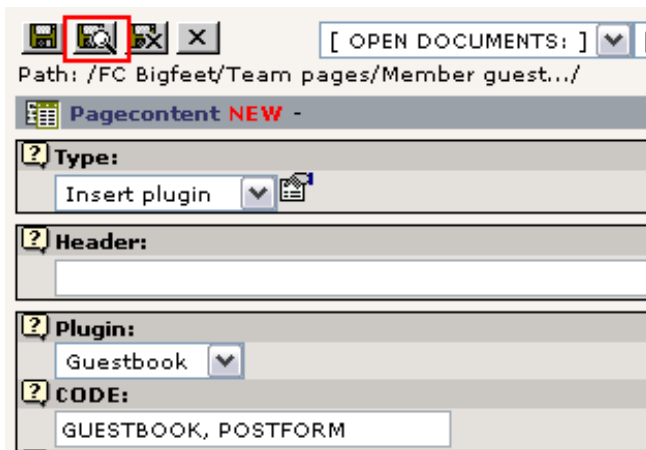 [ OPEN DOCUMENTS: ]
Path: /FC Bigfeet/Team pages/Member guest.../
Pagecontent NEW -
Type:
Insert plugin
Header:
Plugin:
Guestbook
CODE:
GUESTBOOK, POSTFORM